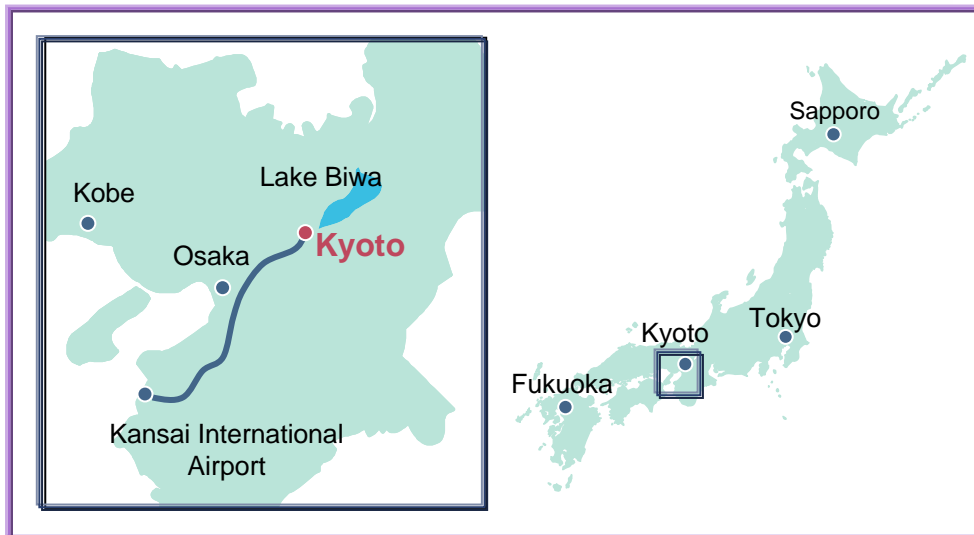 Lake Biwa
Kobe
Kyoto
Osaka
Kansai International
Airport
Sapporo
Tokyo
Kyoto
Fukuoka